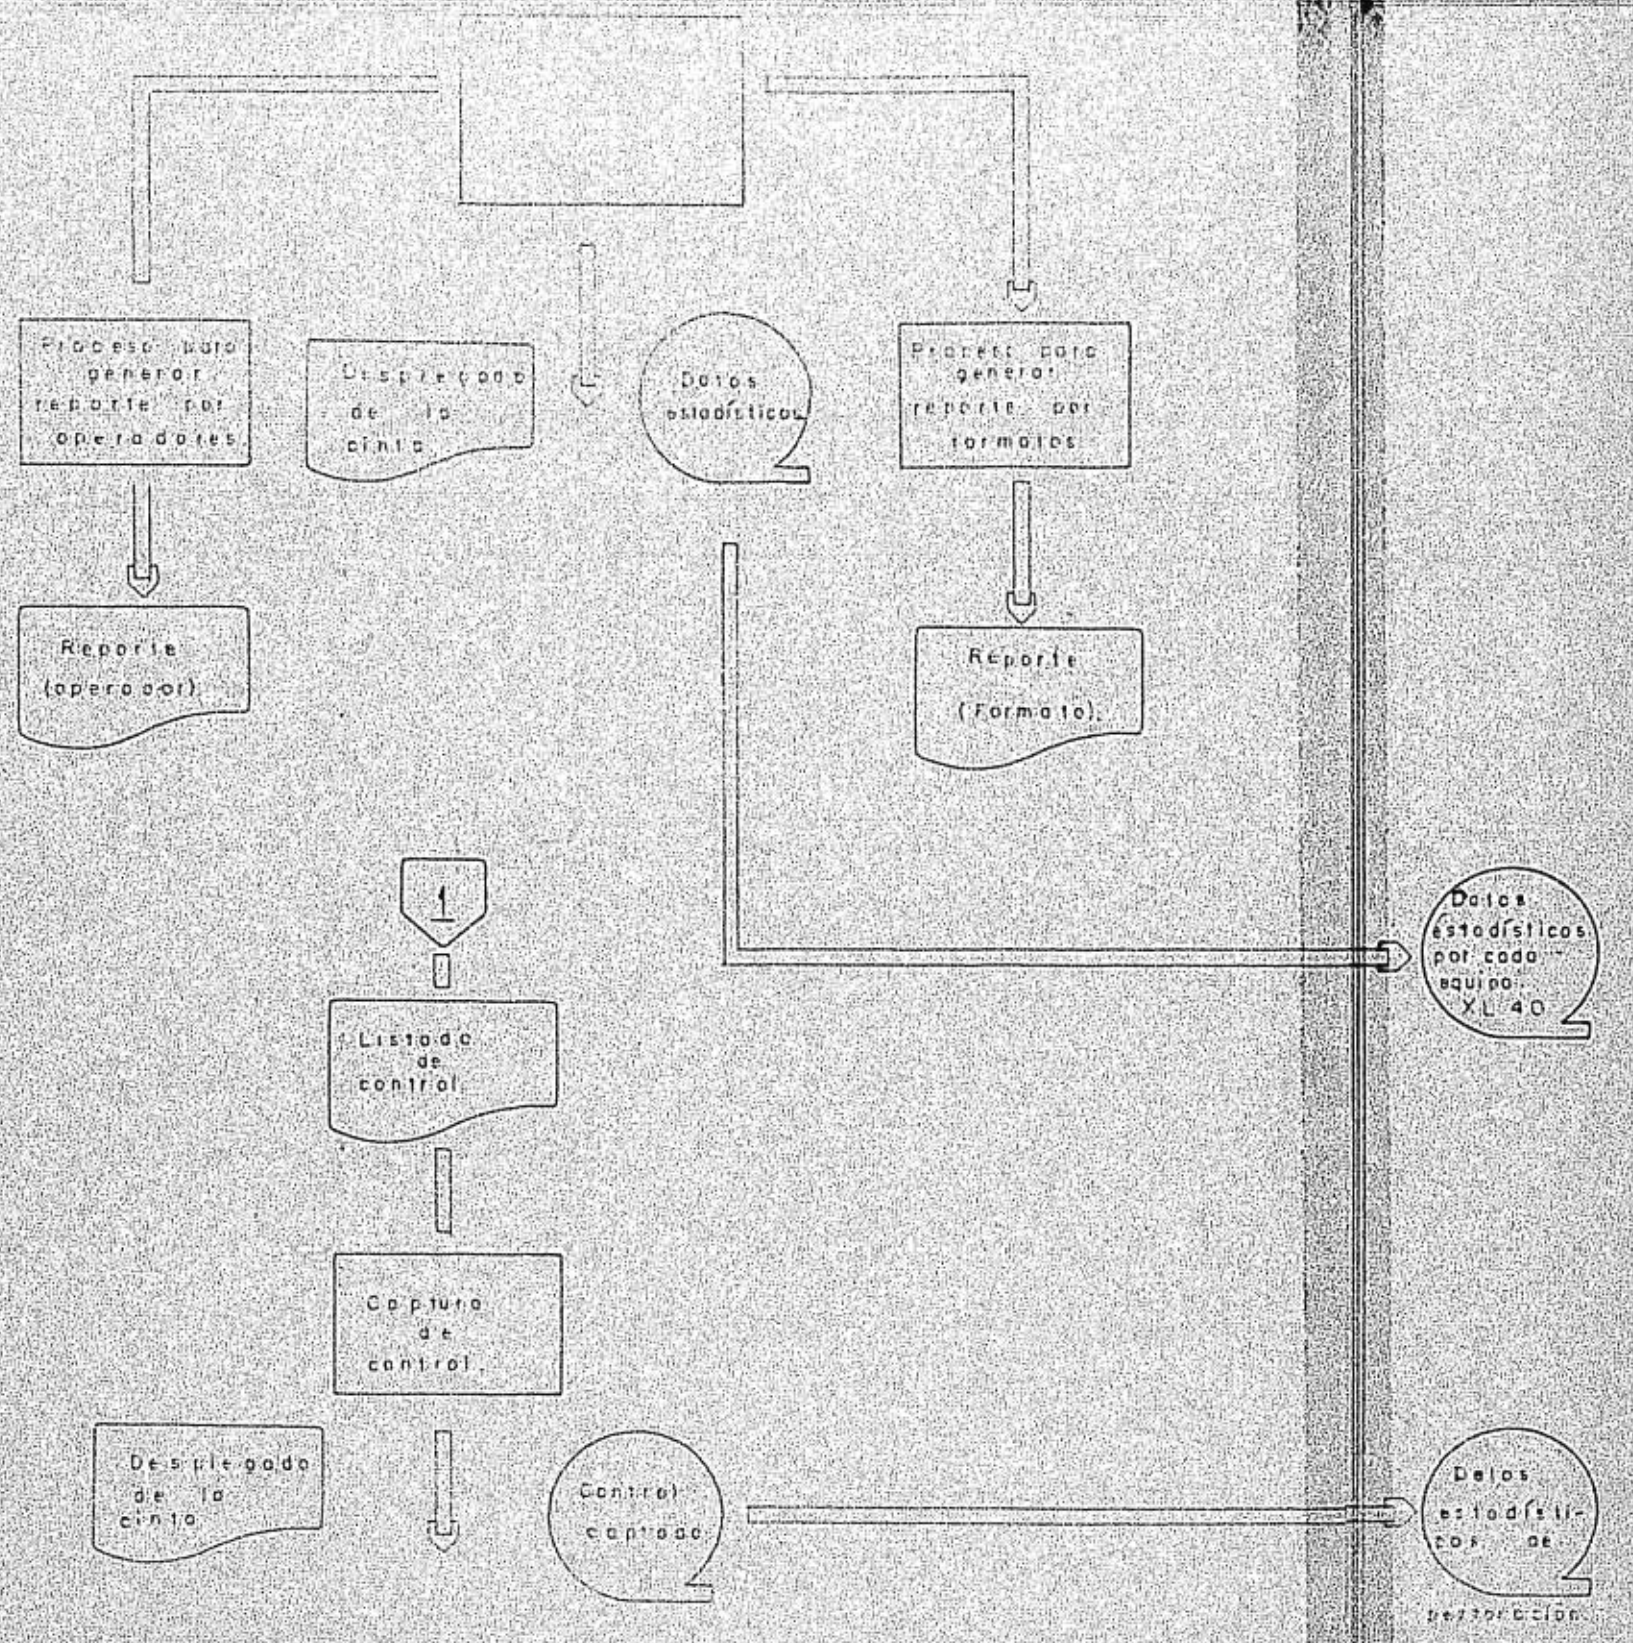 Proceso para
generar
reporte por
operadores
Desplegado
de la
cinta
Datos
estadísticos
Proceso para
generar
reporte por
formatos
Reporte
(operador).
Reporte
(Formato).
1
Listado
de
control.
Datos
estadísticos
por cada
equipo.
XL 40
Captura
de
control.
Desplegado
de la
cinta
Control
captado
Datos
estadísti-
cos de
perforación.